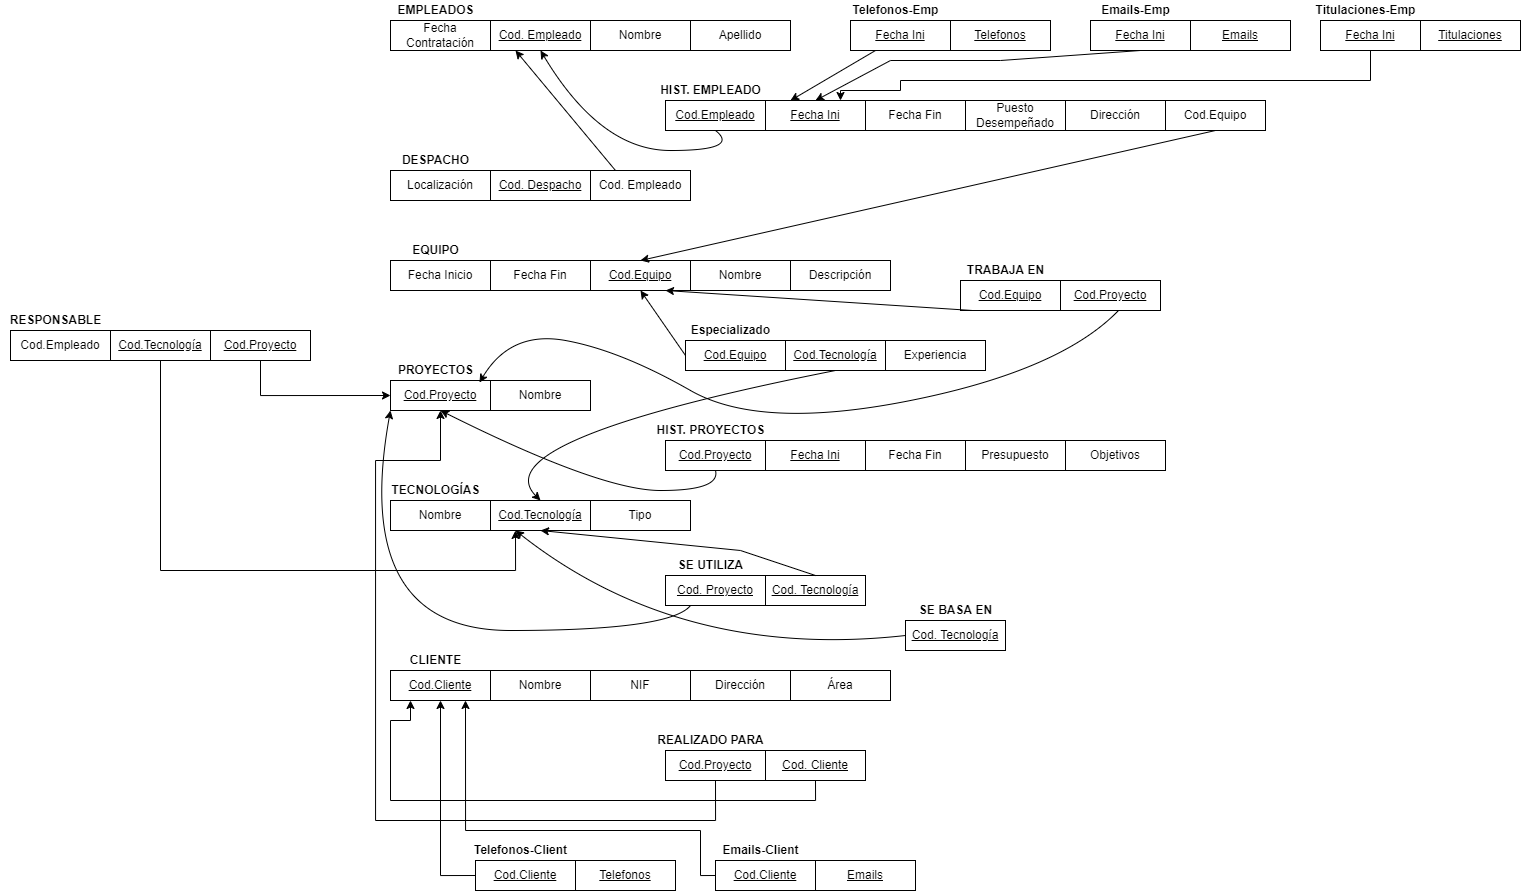 EMPLEADOS
Fecha
Contratación
Cod. Empleado
Nombre
Apellido
Telefonos-Emp
Fecha Ini
Telefonos
Emails-Emp
Fecha Ini
Emails
Titulaciones-Emp
Fecha Ini
Titulaciones
HIST. EMPLEADO
Cod.Empleado
Fecha Ini
Fecha Fin
Puesto
Desempeñado
Dirección
Cod.Equipo
DESPACHO
Localización
Cod. Despacho
Cod. Empleado
EQUIPO
Fecha Inicio
Fecha Fin
Cod.Equipo
Nombre
Descripción
TRABAJA EN
Cod.Equipo
Cod.Proyecto
RESPONSABLE
Cod.Empleado
Cod.Tecnología
Cod.Proyecto
Especializado
Cod.Equipo
Cod.Tecnología
Experiencia
PROYECTOS
Cod.Proyecto
Nombre
HIST. PROYECTOS
Cod.Proyecto
Fecha Ini
Fecha Fin
Presupuesto
Objetivos
TECNOLOGÍAS
Nombre
Cod.Tecnología
Tipo
SE UTILIZA
Cod. Proyecto
Cod. Tecnología
SE BASA EN
Cod. Tecnología
CLIENTE
Cod.Cliente
Nombre
NIF
Dirección
Área
REALIZADO PARA
Cod.Proyecto
Cod. Cliente
Telefonos-Client
Cod.Cliente
Telefonos
Emails-Client
Cod.Cliente
Emails